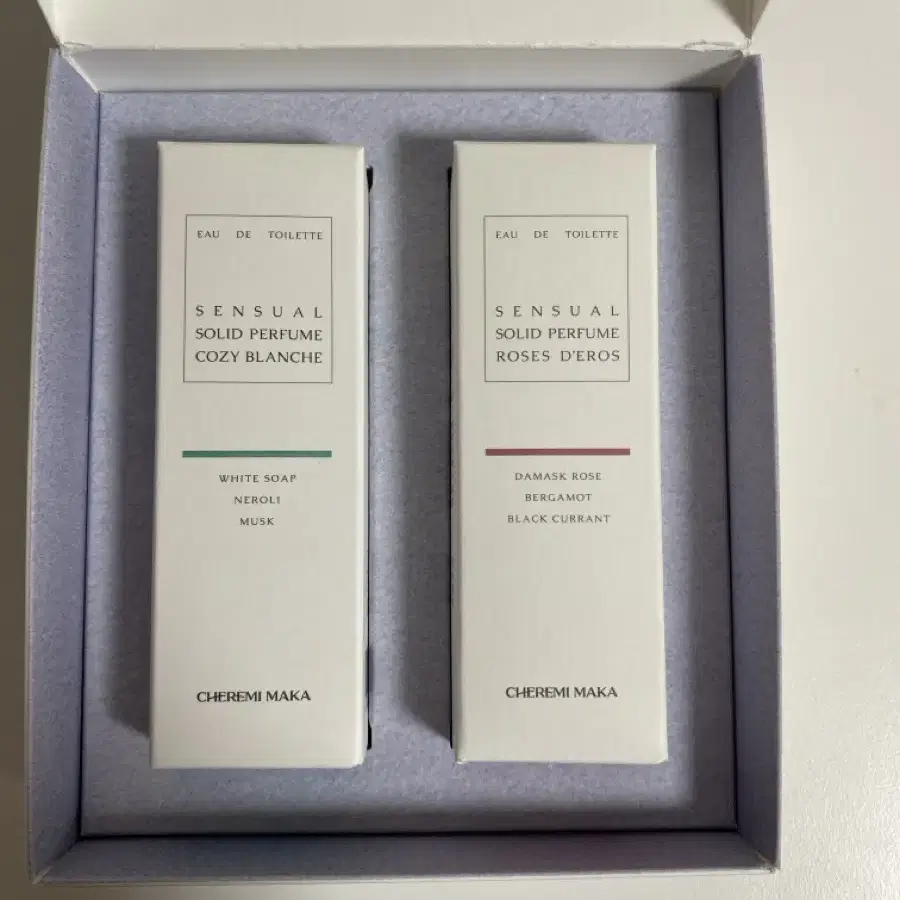 EAU DE TOILETTE
SENSUAL
SOLID PERFUME
COZY BLANCHE
WHITE SOAP
NEROLI
MUSK
CHEREMI MAKA
EAU DE TOILETTE
SENSUAL
SOLID PERFUME
ROSES D'EROS
DAMASK ROSE
BERGAMOT
BLACK CURRANT
CHEREMI MAKA